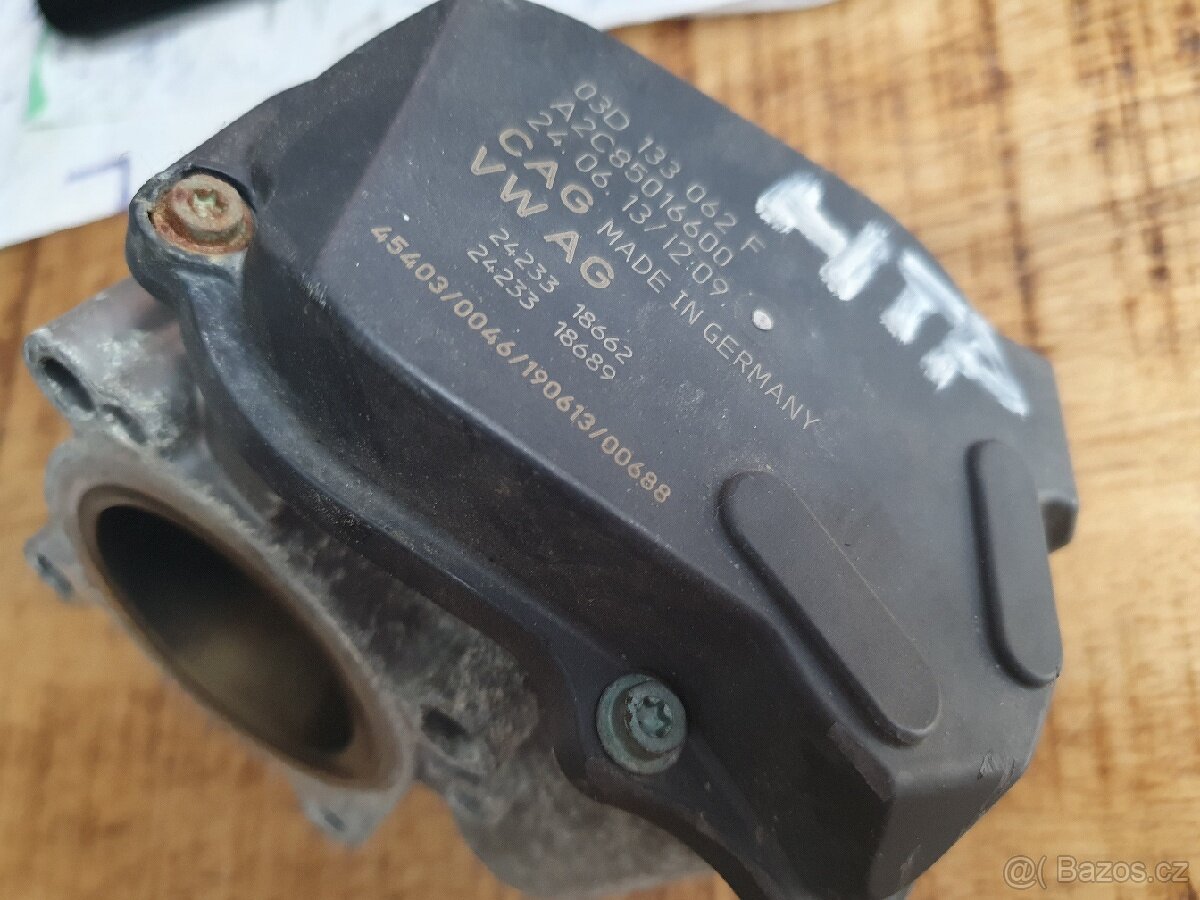 03D 133 062 F
A2C85016600
24. 06. 13/12:09
CAG MADE IN GERMANY
VW AG
24233 18662
24233 18689
45403/0046/190613/00688
HTP
@( Bazos.cz